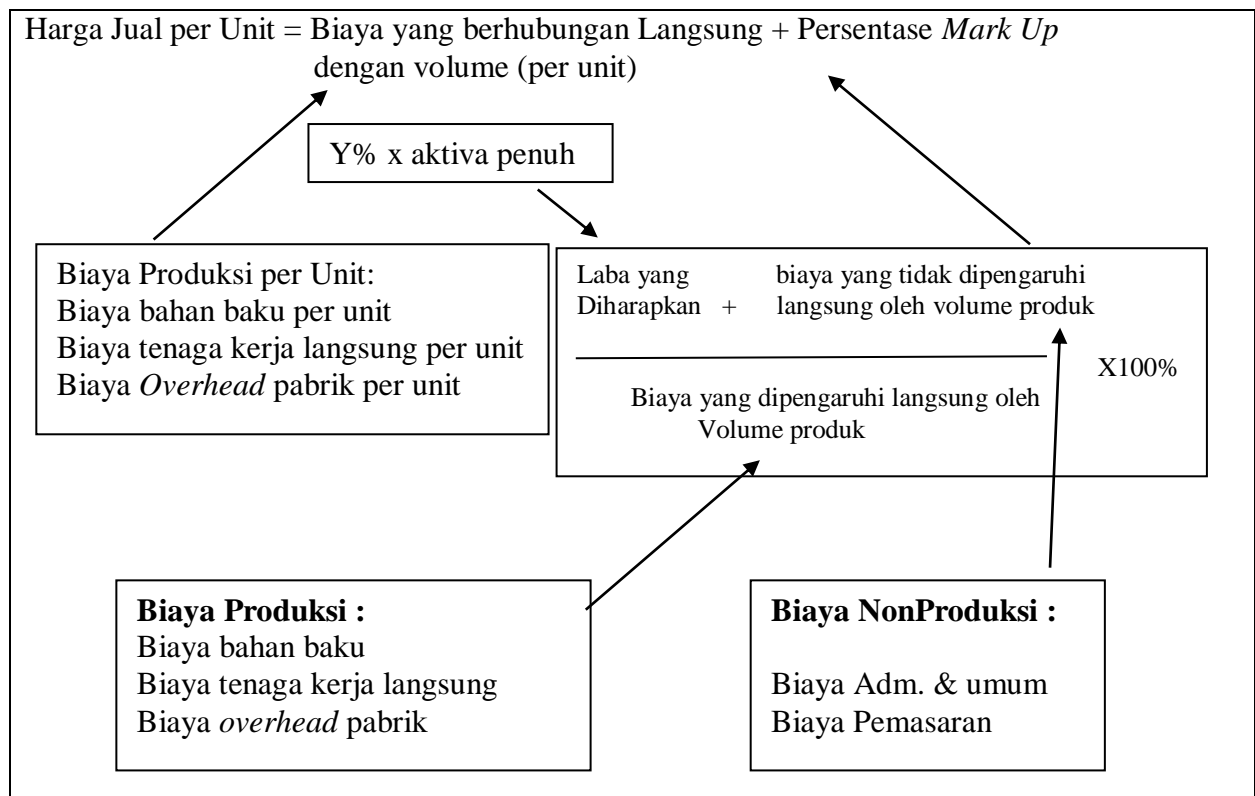 Harga Jual per Unit = Biaya yang berhubungan Langsung + Persentase Mark Up
dengan volume (per unit)
Y% x aktiva penuh
Biaya Produksi per Unit:
Biaya bahan baku per unit
Biaya tenaga kerja langsung per unit
Biaya Overhead pabrik per unit
Laba yang biaya yang tidak dipengaruhi
Diharapkan + langsung oleh volume produk
X100%
Biaya yang dipengaruhi langsung oleh
Volume produk
Biaya Produksi :
Biaya bahan baku
Biaya tenaga kerja langsung
Biaya overhead pabrik
Biaya NonProduksi :
Biaya Adm. & umum
Biaya Pemasaran